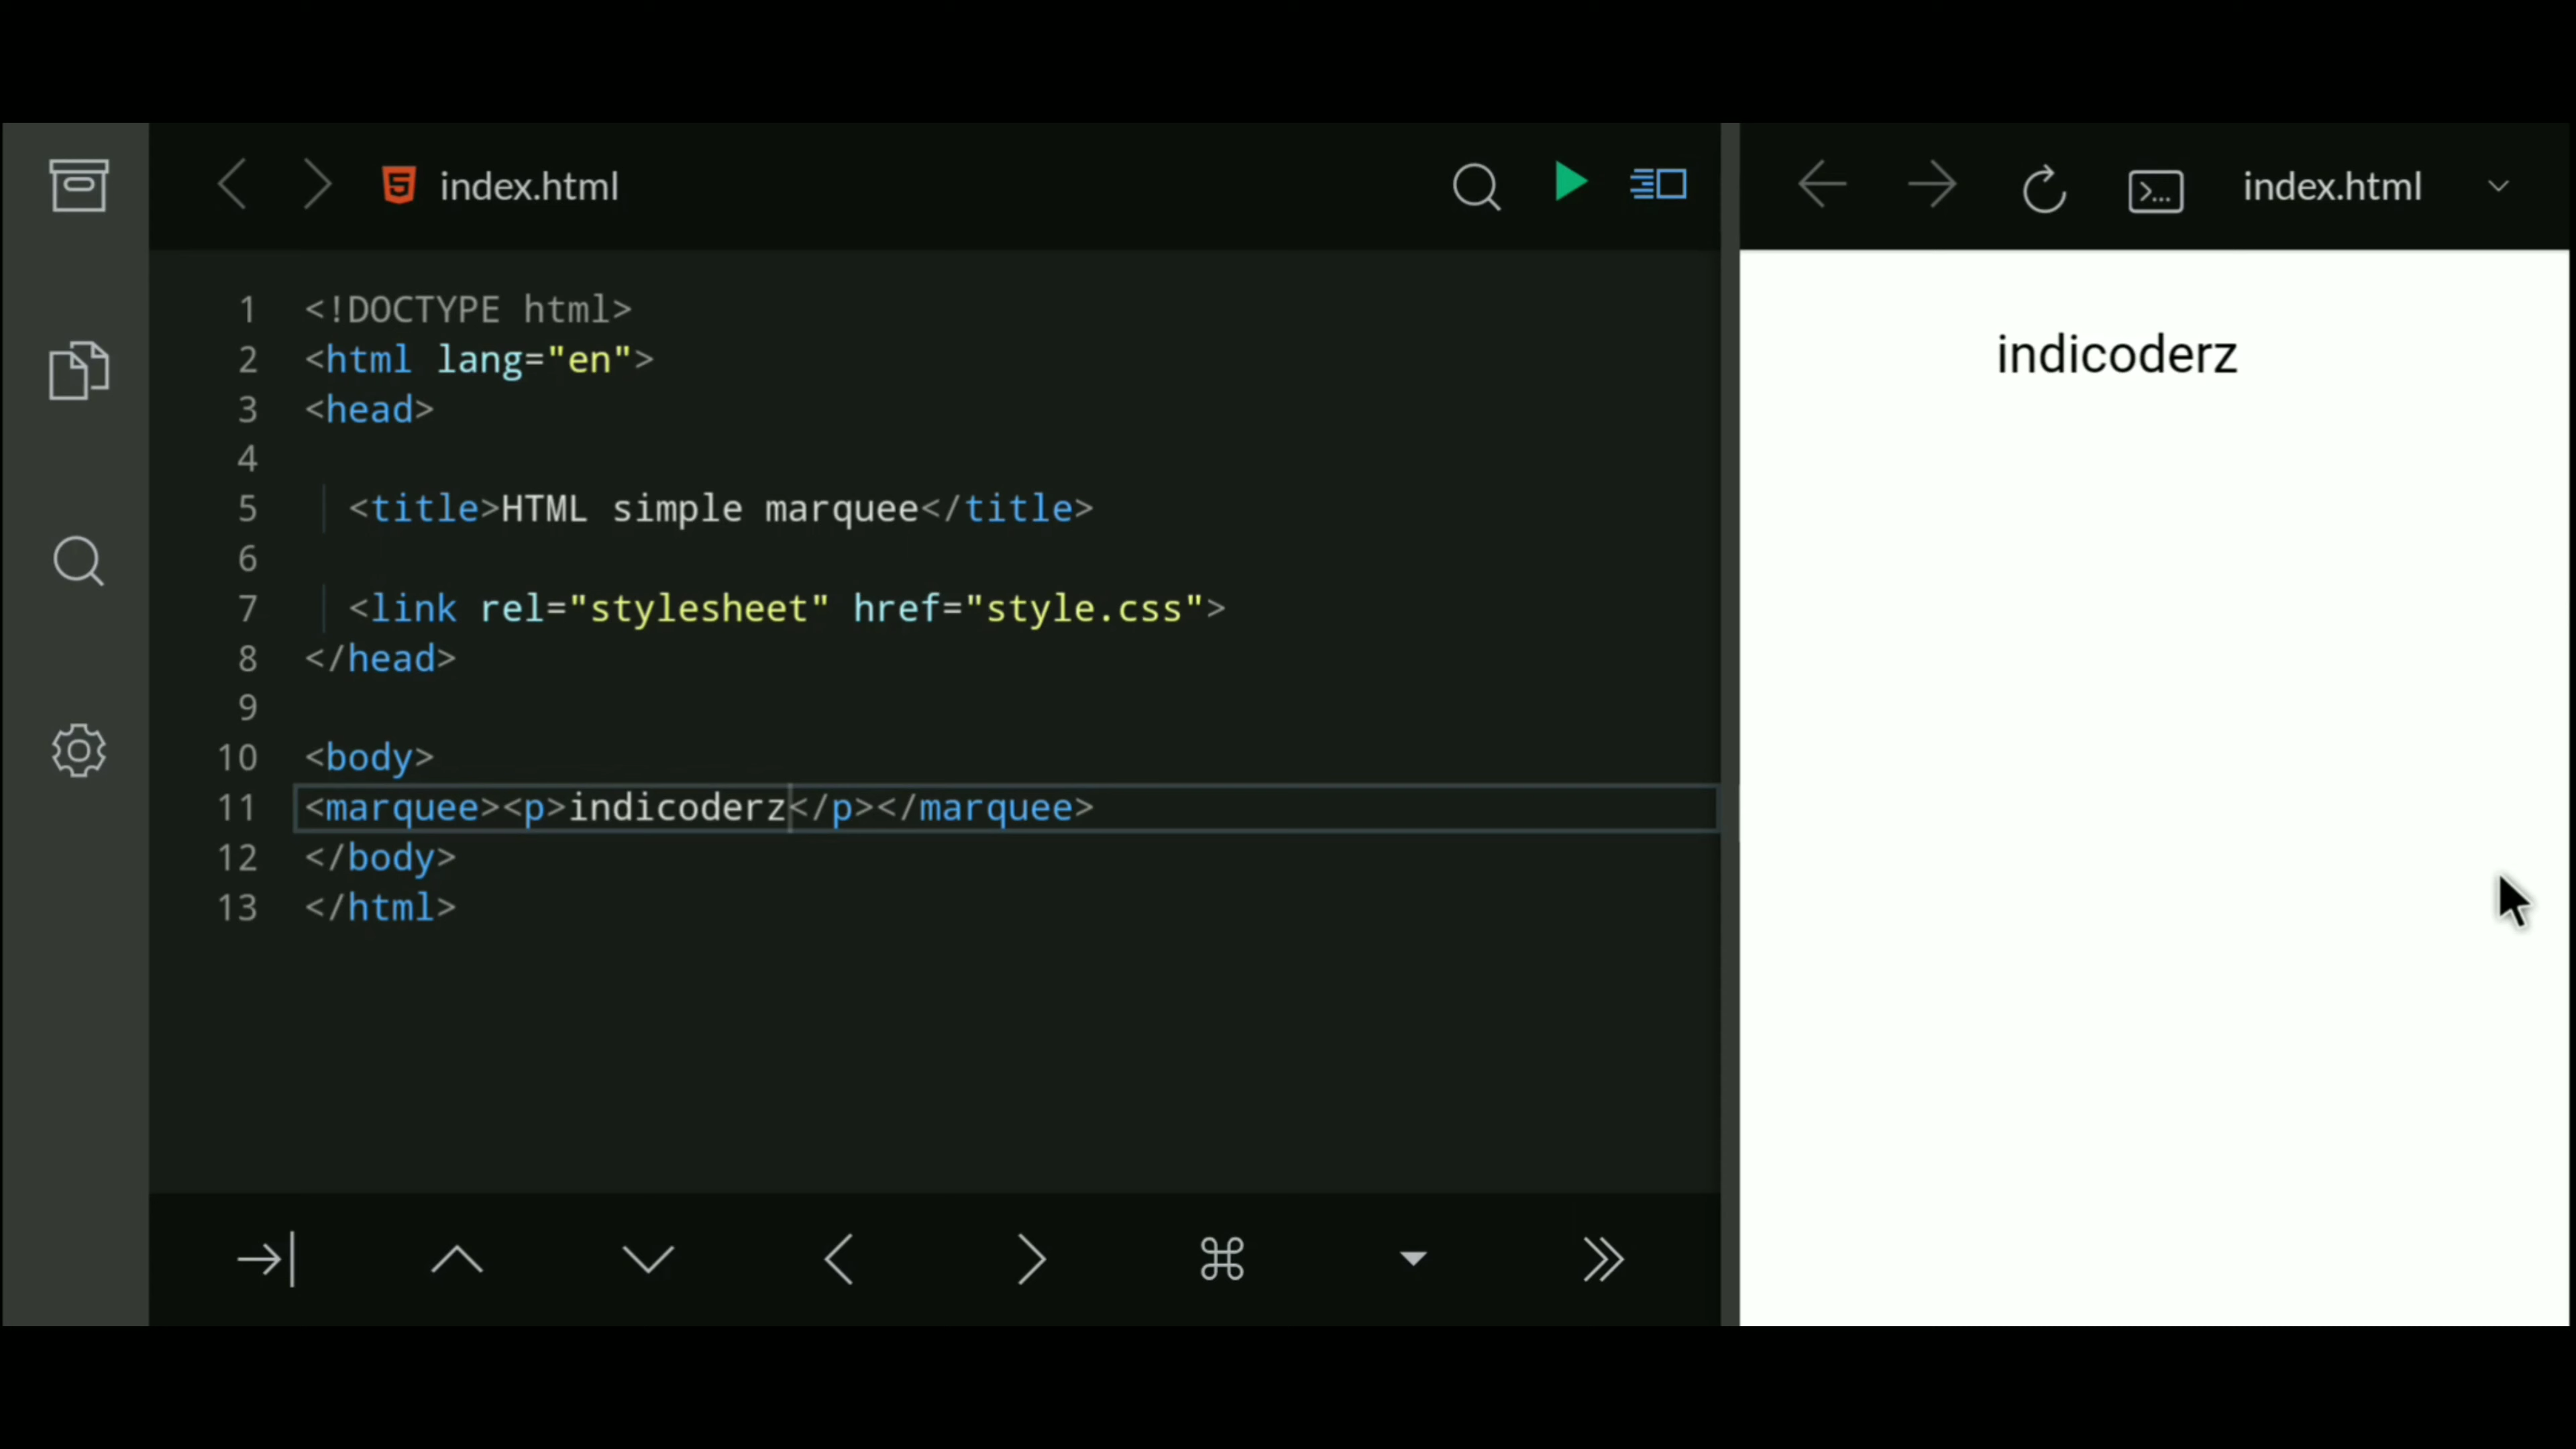 index.html
index.html
1 <!DOCTYPE html>
2 <html lang="en">
3 <head>
4
5 <title>HTML simple marquee</title>
6
7 <link rel="stylesheet" href="style.css">
8 </head>
9
10 <body>
11 <marquee><p>indicoderz</p></marquee>
12 </body>
13 </html>
indicoderz